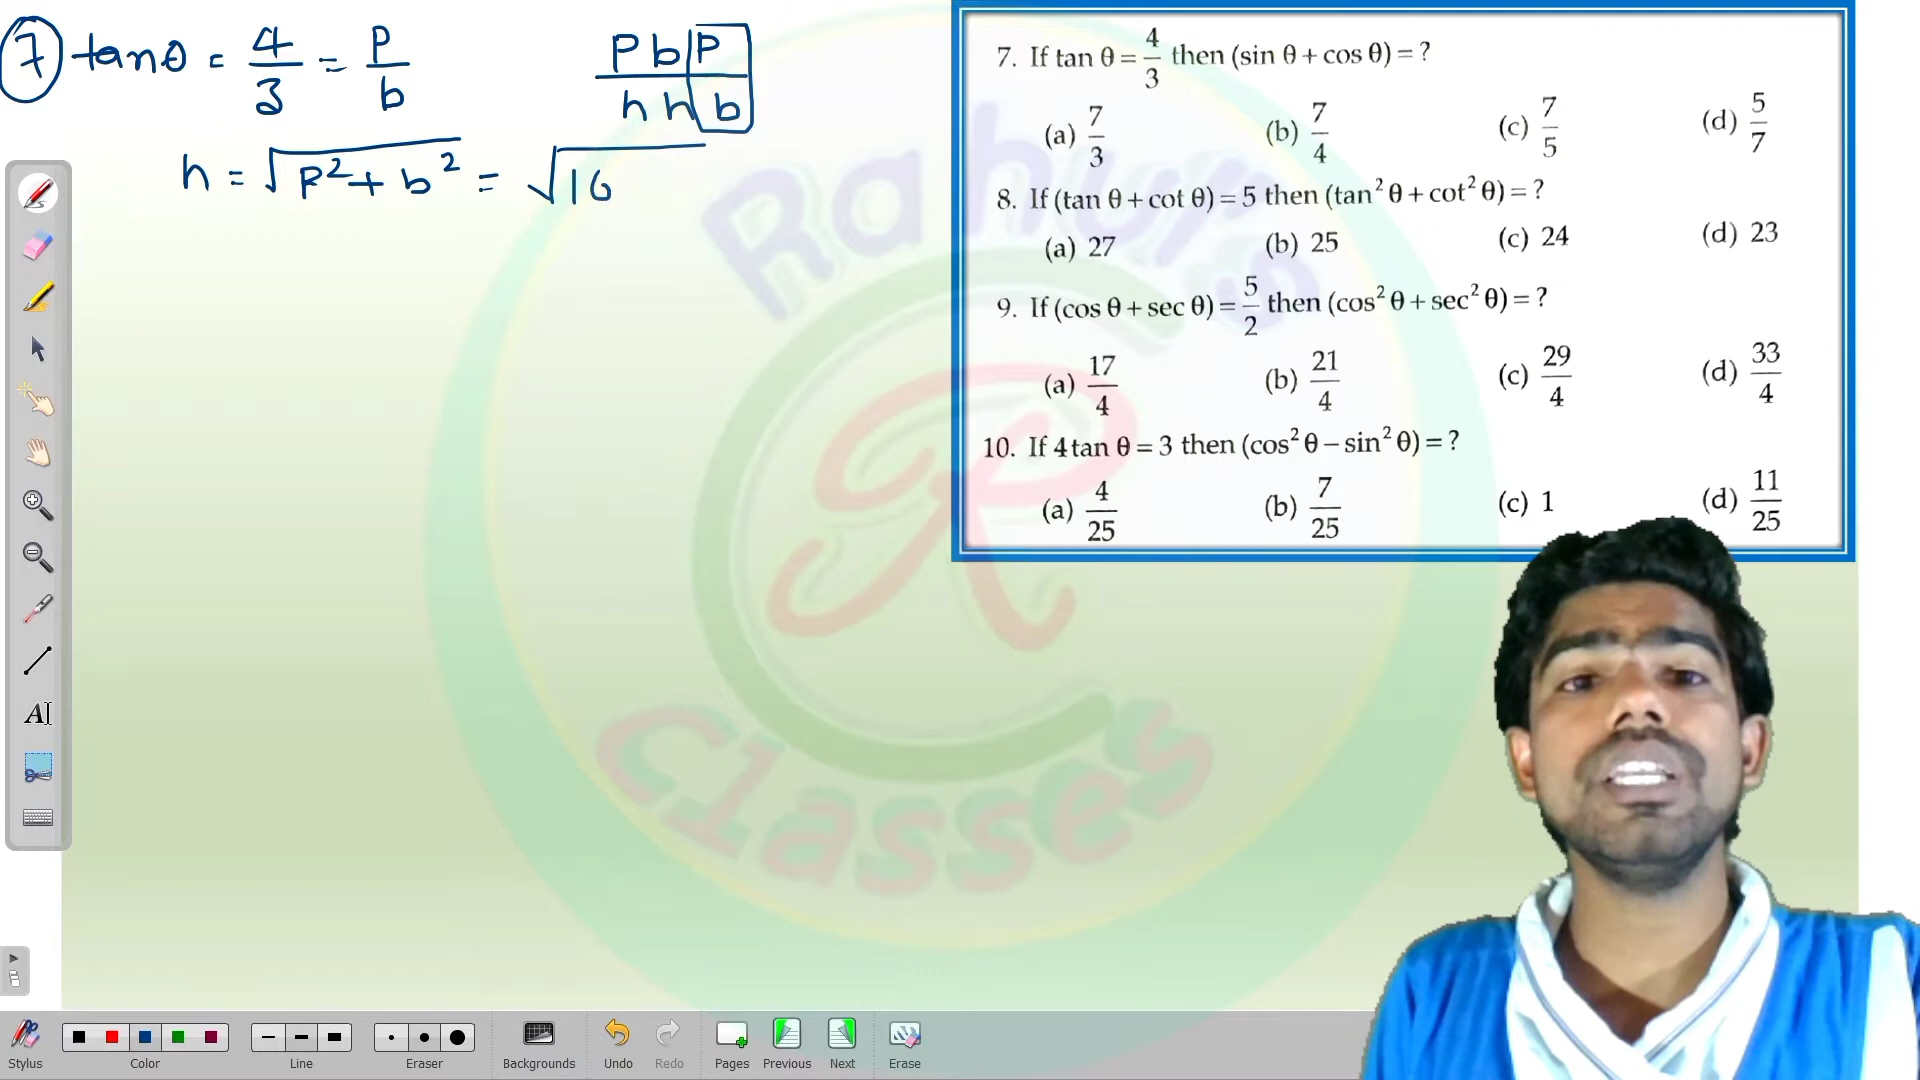 7 tanθ = 4/3 = P/b
P b P
h h b
h = √(P² + b²) = √16
7. If tan θ = 4/3 then (sin θ + cos θ) = ?
(a) 7/3 (b) 7/4 (c) 7/5 (d) 5/7
8. If (tan θ + cot θ) = 5 then (tan² θ + cot² θ) = ?
(a) 27 (b) 25 (c) 24 (d) 23
9. If (cos θ + sec θ) = 5/2 then (cos² θ + sec² θ) = ?
(a) 17/4 (b) 21/4 (c) 29/4 (d) 33/4
10. If 4 tan θ = 3 then (cos² θ − sin² θ) = ?
(a) 4/25 (b) 7/25 (c) 1 (d) 11/25
R
Classes
A
Stylus Color Line Eraser Backgrounds Undo Redo Pages Previous Next Erase